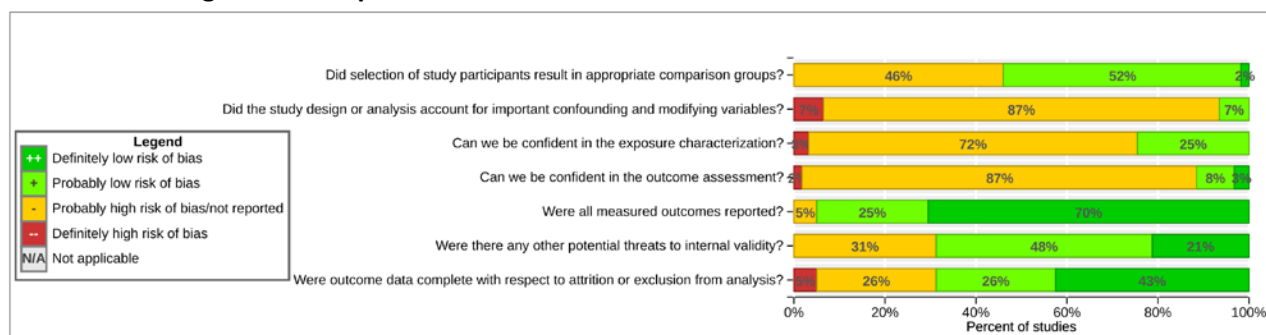 Did selection of study participants result in appropriate comparison groups?
46% 52% 2%
Did the study design or analysis account for important confounding and modifying variables?
7% 87% 7%
Can we be confident in the exposure characterization?
72% 25%
Can we be confident in the outcome assessment?
2% 87% 8% 3%
Were all measured outcomes reported?
5% 25% 70%
Were there any other potential threats to internal validity?
31% 48% 21%
Were outcome data complete with respect to attrition or exclusion from analysis?
5% 26% 26% 43%
0% 20% 40% 60% 80% 100%
Percent of studies
Legend
++ Definitely low risk of bias
+ Probably low risk of bias
- Probably high risk of bias/not reported
-- Definitely high risk of bias
N/A Not applicable